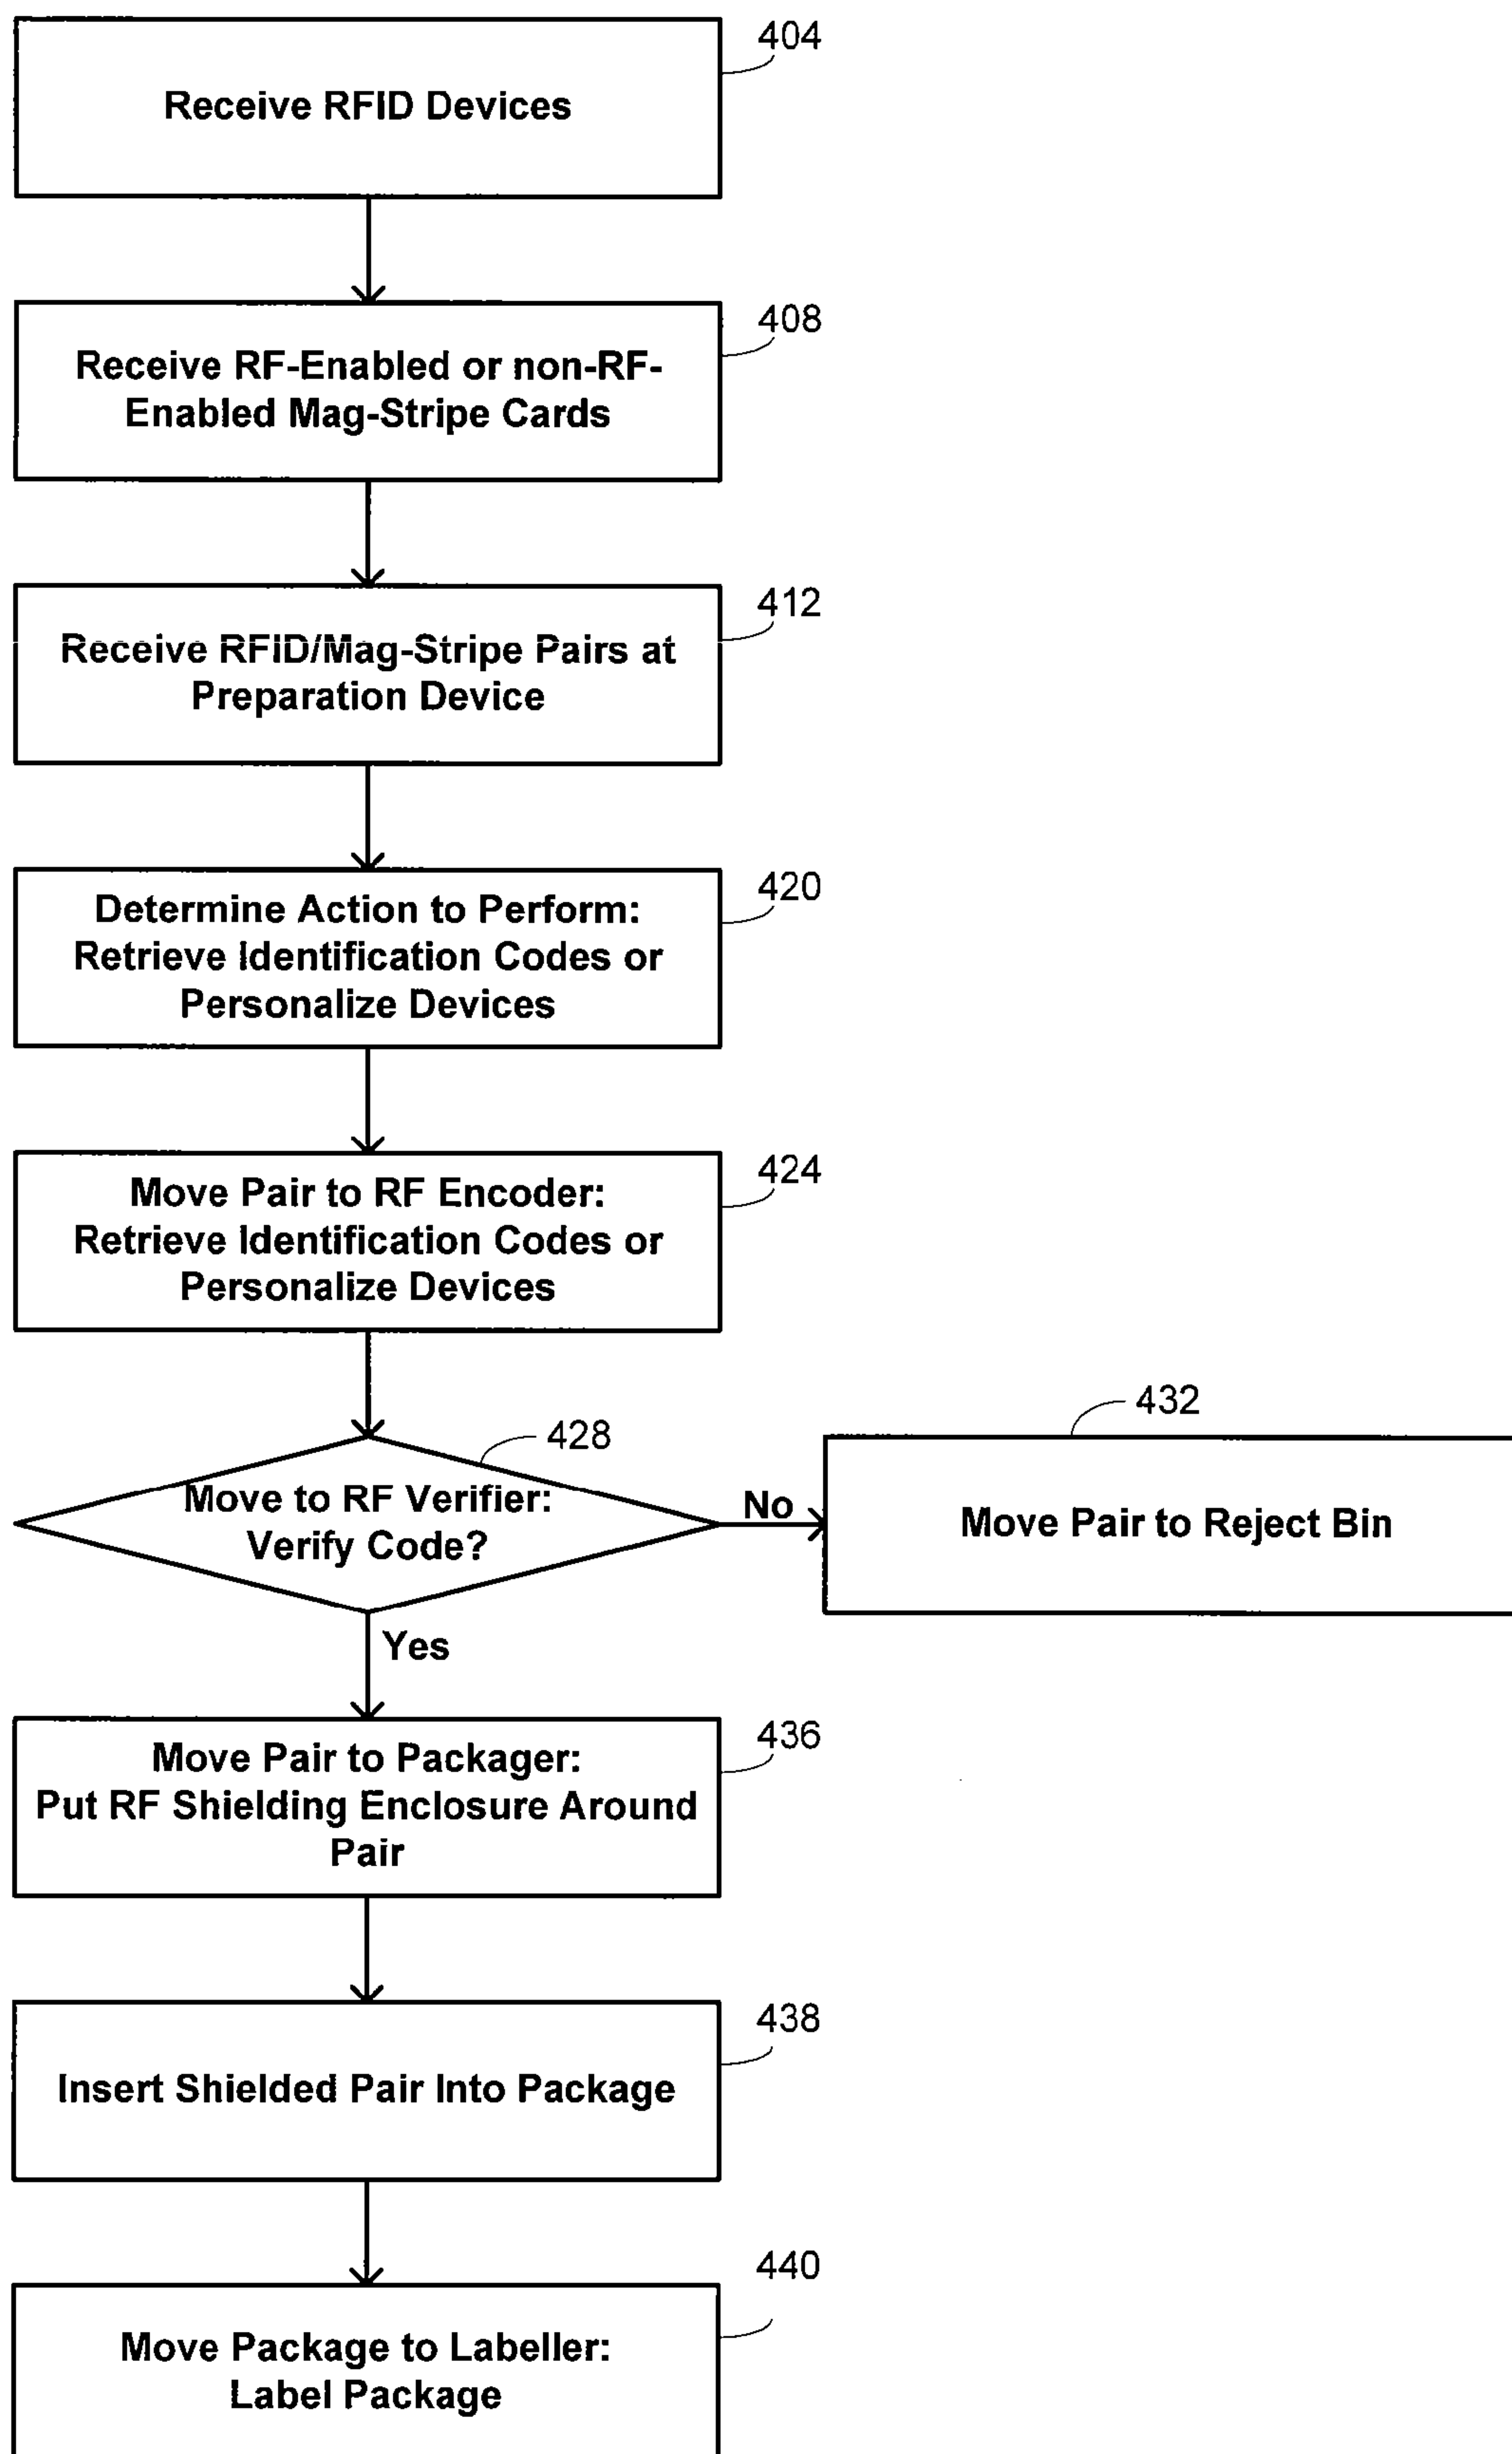 404
Receive RFID Devices
408
Receive RF-Enabled or non-RF-
Enabled Mag-Stripe Cards
412
Receive RFID/Mag-Stripe Pairs at
Preparation Device
420
Determine Action to Perform:
Retrieve Identification Codes or
Personalize Devices
424
Move Pair to RF Encoder:
Retrieve Identification Codes or
Personalize Devices
428
Move to RF Verifier:
Verify Code?
No
432
Move Pair to Reject Bin
Yes
436
Move Pair to Packager:
Put RF Shielding Enclosure Around
Pair
438
Insert Shielded Pair Into Package
440
Move Package to Labeller:
Label Package